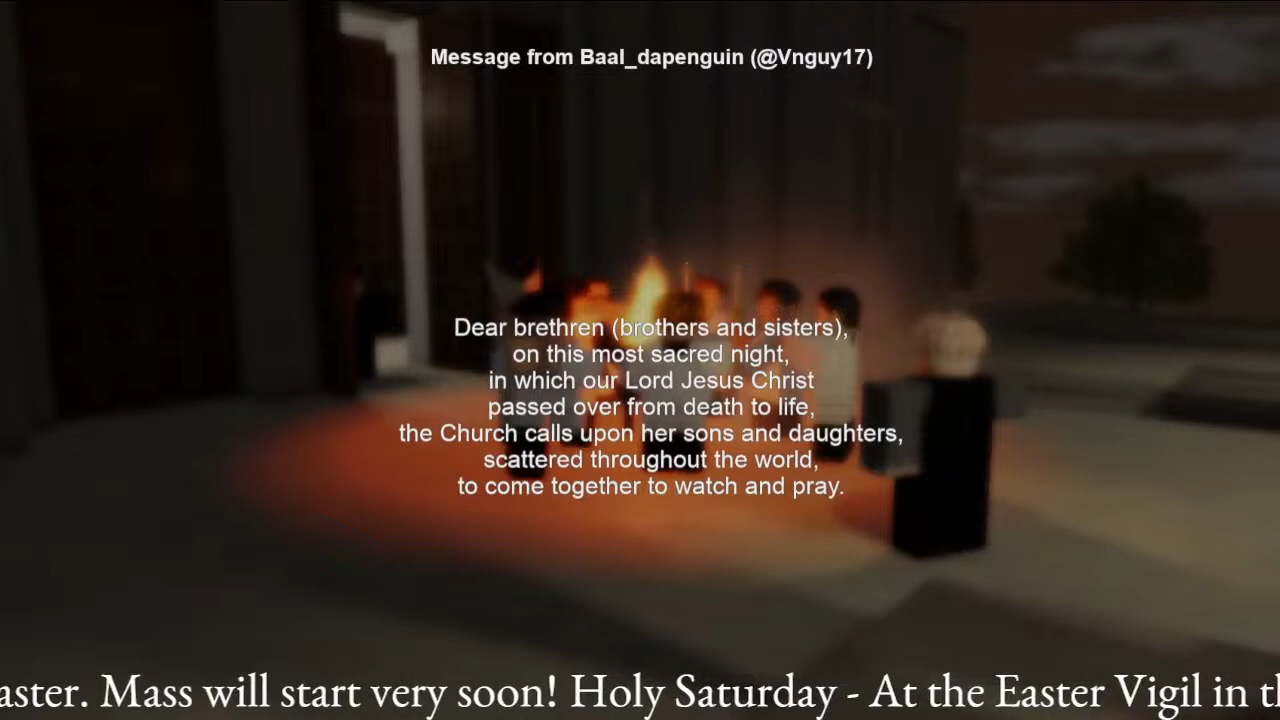 Message from Baal_dapenguin (@Vnguy17)
Dear brethren (brothers and sisters),
on this most sacred night,
in which our Lord Jesus Christ
passed over from death to life,
the Church calls upon her sons and daughters,
scattered throughout the world,
to come together to watch and pray.
aster. Mass will start very soon! Holy Saturday - At the Easter Vigil in th